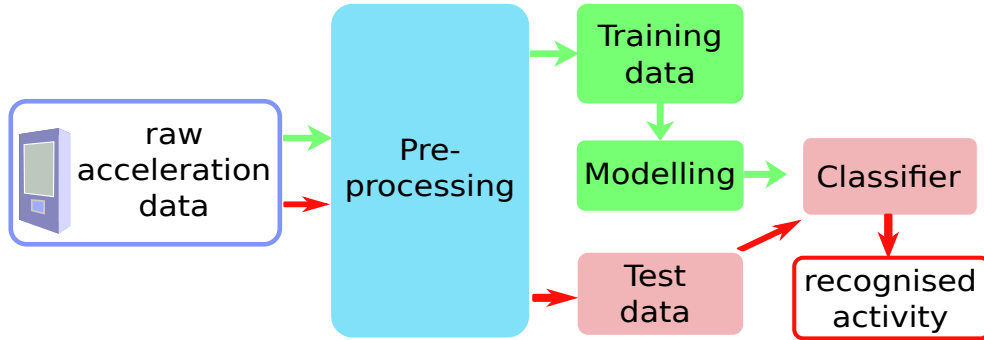 raw
acceleration
data
Pre-
processing
Training
data
Modelling
Classifier
Test
data
recognised
activity